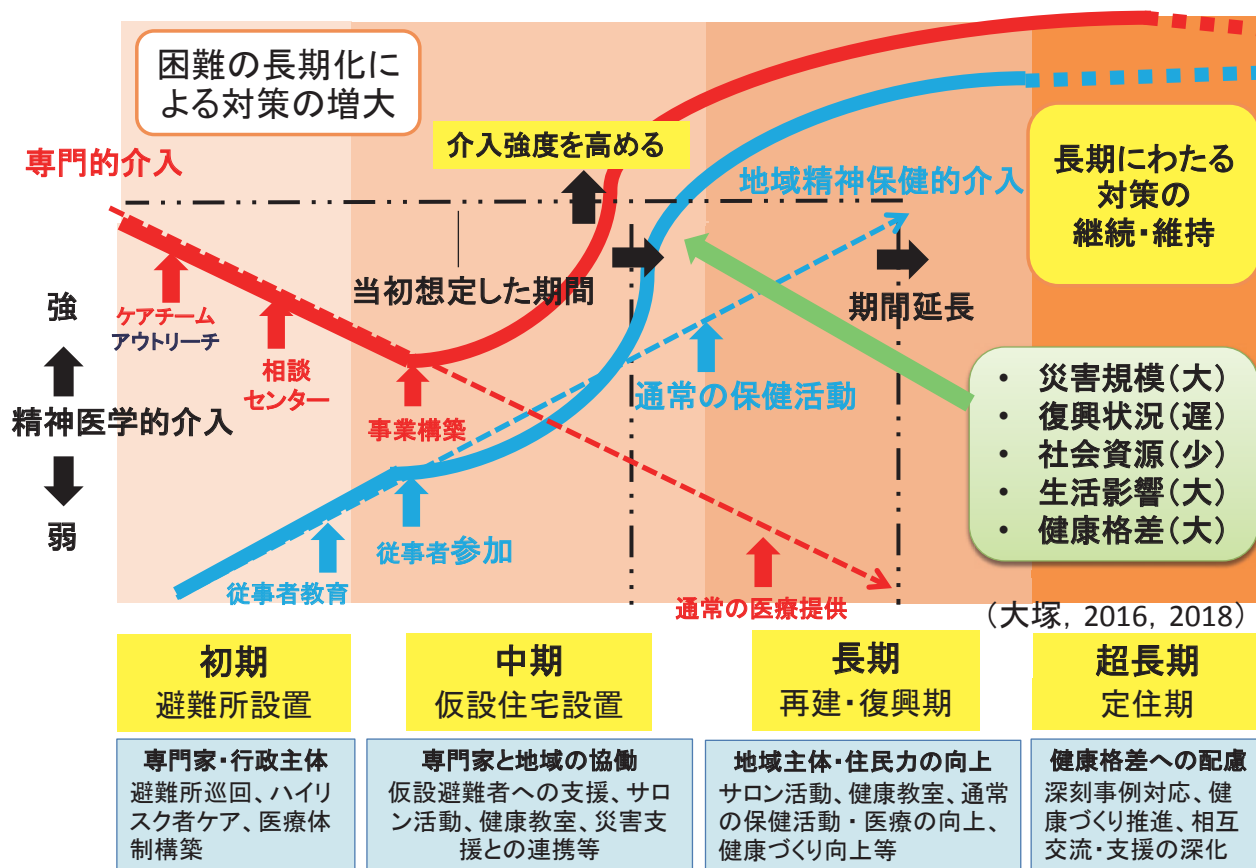 困難の長期化に
よる対策の増大
専門的介入
介入強度を高める
地域精神保健的介入
長期にわたる
対策の
継続・維持
当初想定した期間
期間延長
強
精神医学的介入
弱
ケアチーム
アウトリーチ
相談
センター
事業構築
通常の保健活動
従事者参加
従事者教育
通常の医療提供
• 災害規模(大)
• 復興状況(遅)
• 社会資源(少)
• 生活影響(大)
• 健康格差(大)
(大塚, 2016, 2018)
初期
避難所設置
中期
仮設住宅設置
長期
再建・復興期
超長期
定住期
専門家・行政主体
避難所巡回、ハイリ
スク者ケア、医療体
制構築
専門家と地域の協働
仮設避難者への支援、サロ
ン活動、健康教室、災害支
援との連携等
地域主体・住民力の向上
サロン活動、健康教室、通常
の保健活動・医療の向上、
健康づくり向上等
健康格差への配慮
深刻事例対応、健
康づくり推進、相互
交流・支援の深化